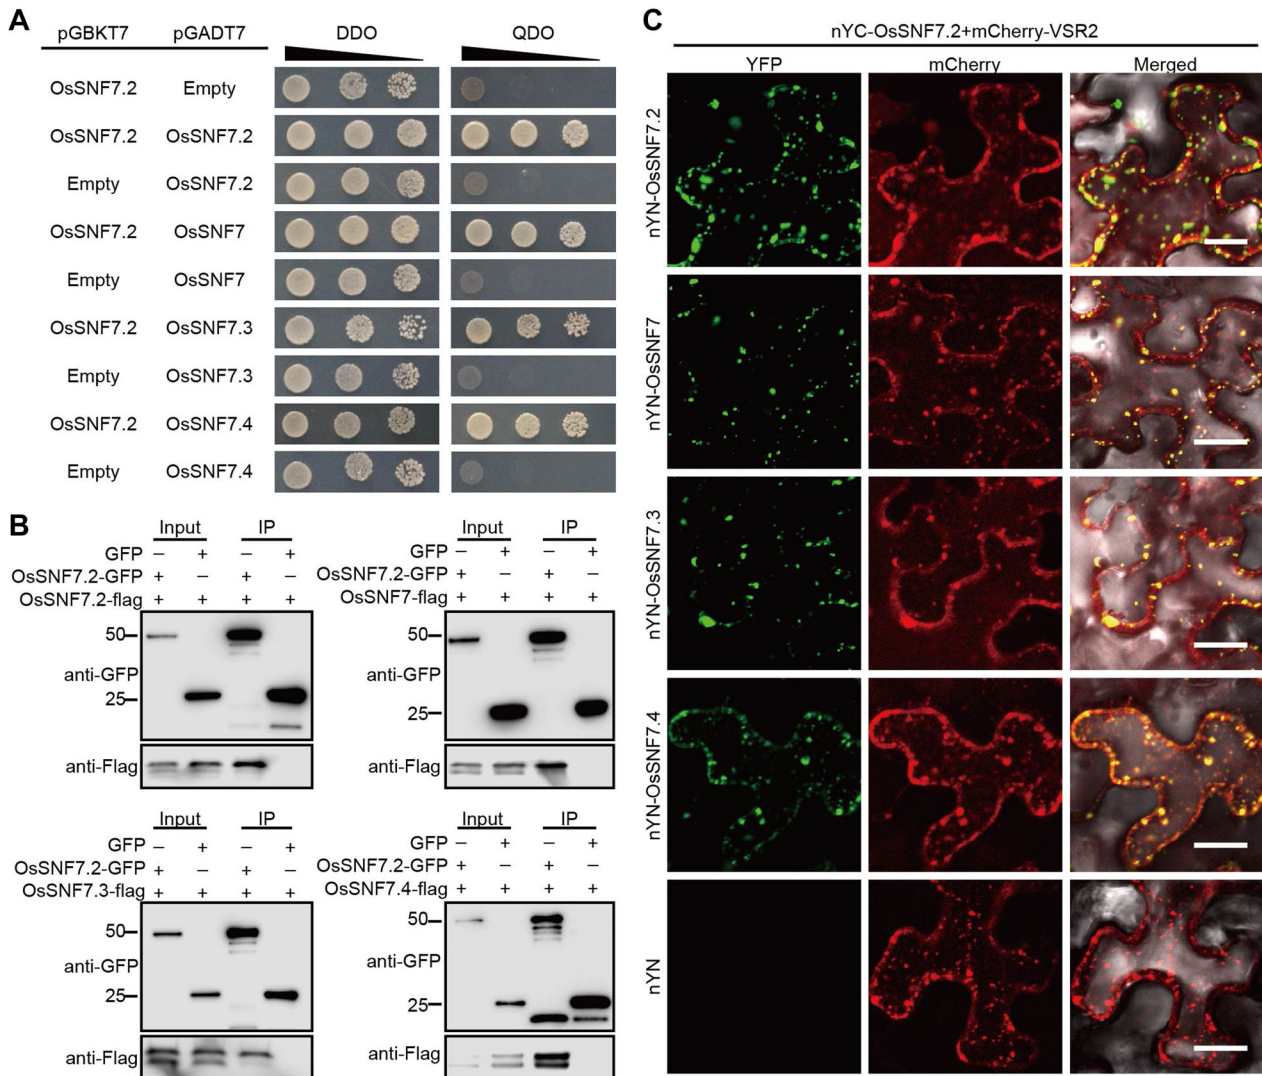 A
pGBKT7 pGADT7 DDO QDO
OsSNF7.2 Empty
OsSNF7.2 OsSNF7.2
Empty OsSNF7.2
OsSNF7.2 OsSNF7
Empty OsSNF7
OsSNF7.2 OsSNF7.3
Empty OsSNF7.3
OsSNF7.2 OsSNF7.4
Empty OsSNF7.4
B
Input IP
GFP – + – +
OsSNF7.2-GFP + – + –
OsSNF7.2-flag + + + +
50
anti-GFP
25
anti-Flag
Input IP
GFP – + – +
OsSNF7.2-GFP + – + –
OsSNF7-flag + + + +
50
anti-GFP
25
anti-Flag
Input IP
GFP – + – +
OsSNF7.2-GFP + – + –
OsSNF7.3-flag + + + +
50
anti-GFP
25
anti-Flag
Input IP
GFP – + – +
OsSNF7.2-GFP + – + –
OsSNF7.4-flag + + + +
50
anti-GFP
25
anti-Flag
C
nYC-OsSNF7.2+mCherry-VSR2
YFP mCherry Merged
nYN-OsSNF7.2
nYN-OsSNF7
nYN-OsSNF7.3
nYN-OsSNF7.4
nYN